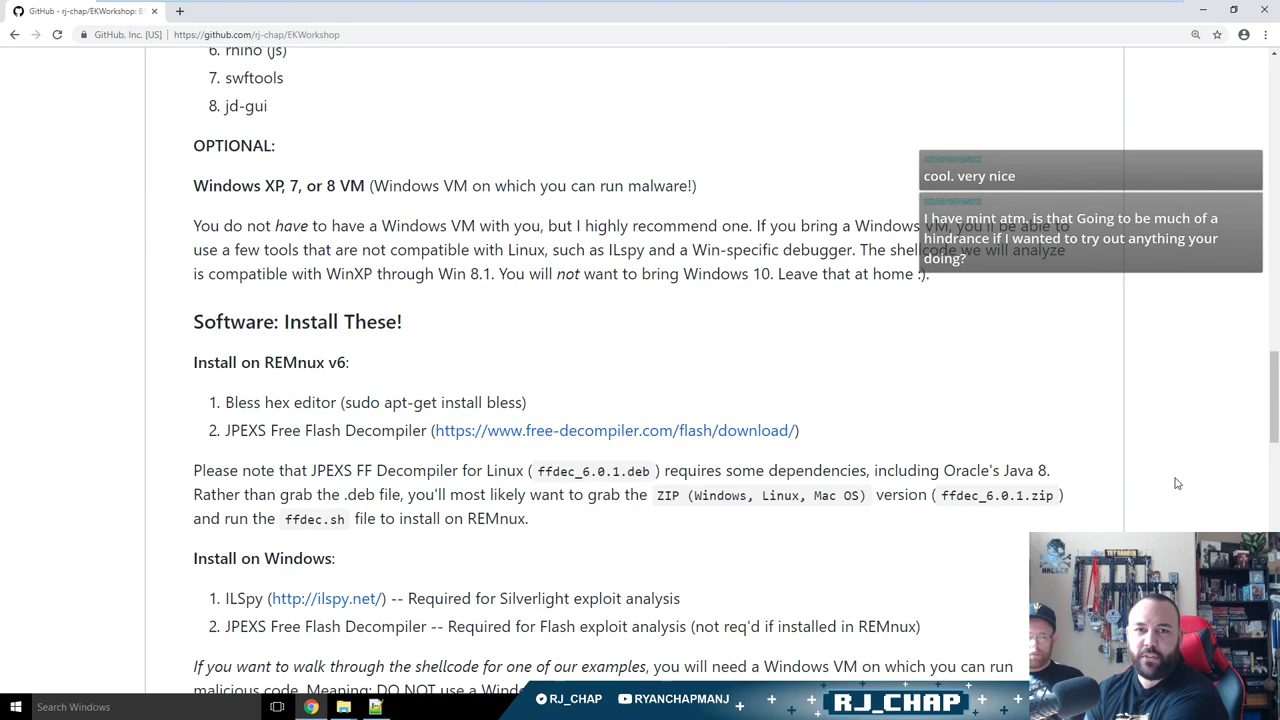 GitHub - rj-chap/EKWorkshop: B
GitHub, Inc. [US]
https://github.com/rj-chap/EKWorkshop
6. rhino (js)
7. swftools
8. jd-gui
OPTIONAL:
Windows XP, 7, or 8 VM (Windows VM on which you can run malware!)
cool. very nice
I have mint atm. is that Going to be much of a
hindrance if I wanted to try out anything your
doing?
You do not have to have a Windows VM with you, but I highly recommend one. If you bring a Windows VM, you'll be able to
use a few tools that are not compatible with Linux, such as ILspy and a Win-specific debugger. The shellcode we will analyze
is compatible with WinXP through Win 8.1. You will not want to bring Windows 10. Leave that at home :).
Software: Install These!
Install on REMnux v6:
1. Bless hex editor (sudo apt-get install bless)
2. JPEXS Free Flash Decompiler (https://www.free-decompiler.com/flash/download/)
Please note that JPEXS FF Decompiler for Linux ( ffdec_6.0.1.deb ) requires some dependencies, including Oracle's Java 8.
Rather than grab the .deb file, you'll most likely want to grab the ZIP (Windows, Linux, Mac OS) version ( ffdec_6.0.1.zip )
and run the ffdec.sh file to install on REMnux.
Install on Windows:
1. ILSpy (http://ilspy.net/) -- Required for Silverlight exploit analysis
2. JPEXS Free Flash Decompiler -- Required for Flash exploit analysis (not req'd if installed in REMnux)
If you want to walk through the shellcode for one of our examples, you will need a Windows VM on which you can run
malicious code. Meaning: DO NOT use a Wind
Search Windows
RJ_CHAP
RYANCHAPMANJ
RJ_CHAP